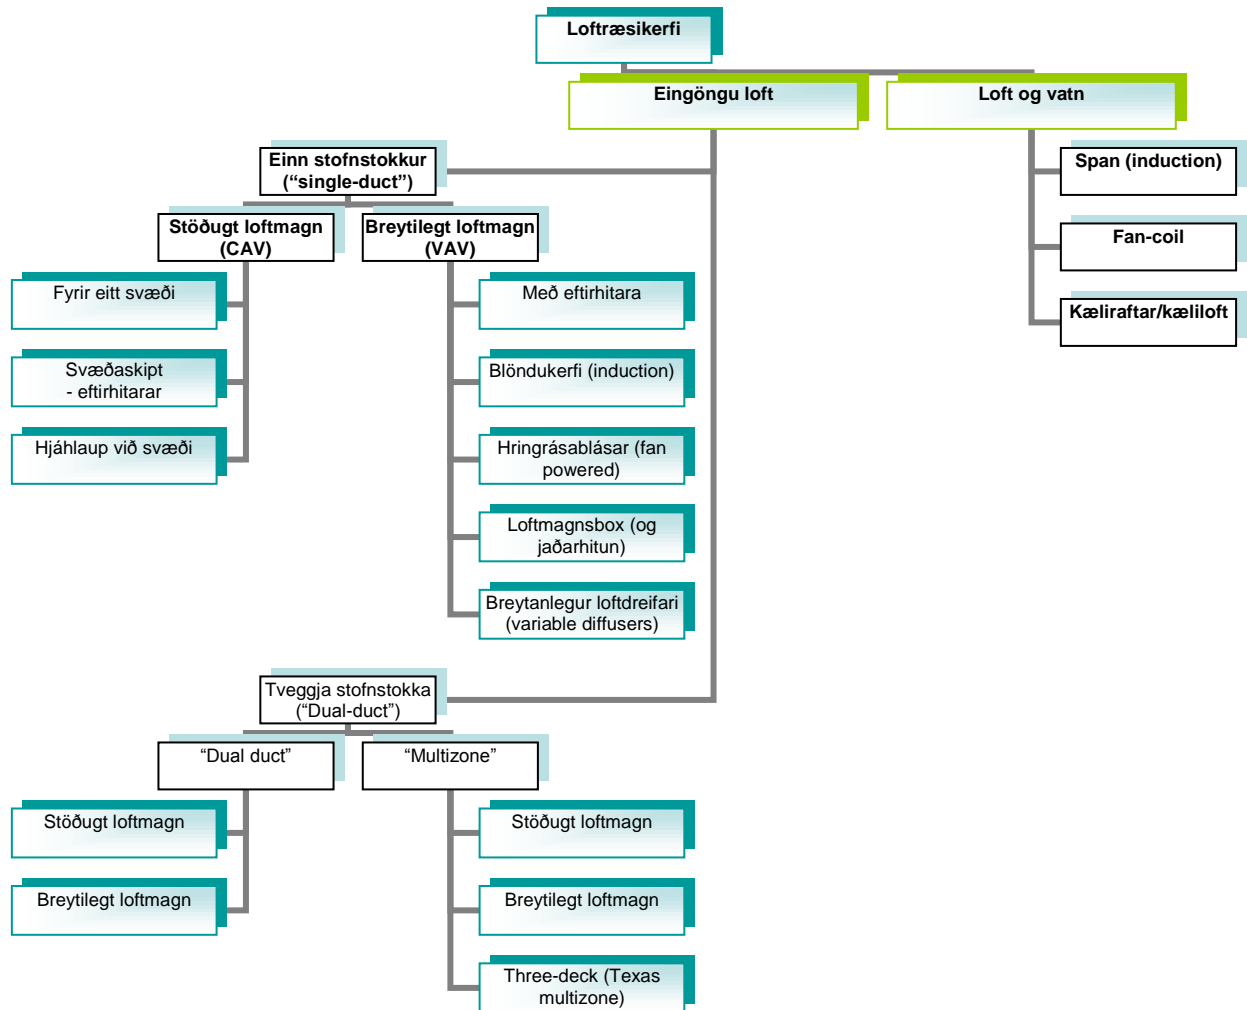 Loftræsikerfi
Eingöngu loft
Loft og vatn
Einn stofnstokkur
(“single-duct”)
Span (induction)
Stöðugt loftmagn
(CAV)
Breytilegt loftmagn
(VAV)
Fan-coil
Fyrir eitt svæði
Með eftirhitara
Kæliraftar/kæliloft
Svæðaskipt
- eftirhitarar
Blöndukerfi (induction)
Hjáhlaup við svæði
Hringrásablásar (fan
powered)
Loftmagnsbox (og
jaðarhitun)
Breytanlegur loftdreifari
(variable diffusers)
Tveggja stofnstokka
(“Dual-duct”)
“Dual duct”
“Multizone”
Stöðugt loftmagn
Stöðugt loftmagn
Breytilegt loftmagn
Breytilegt loftmagn
Three-deck (Texas
multizone)